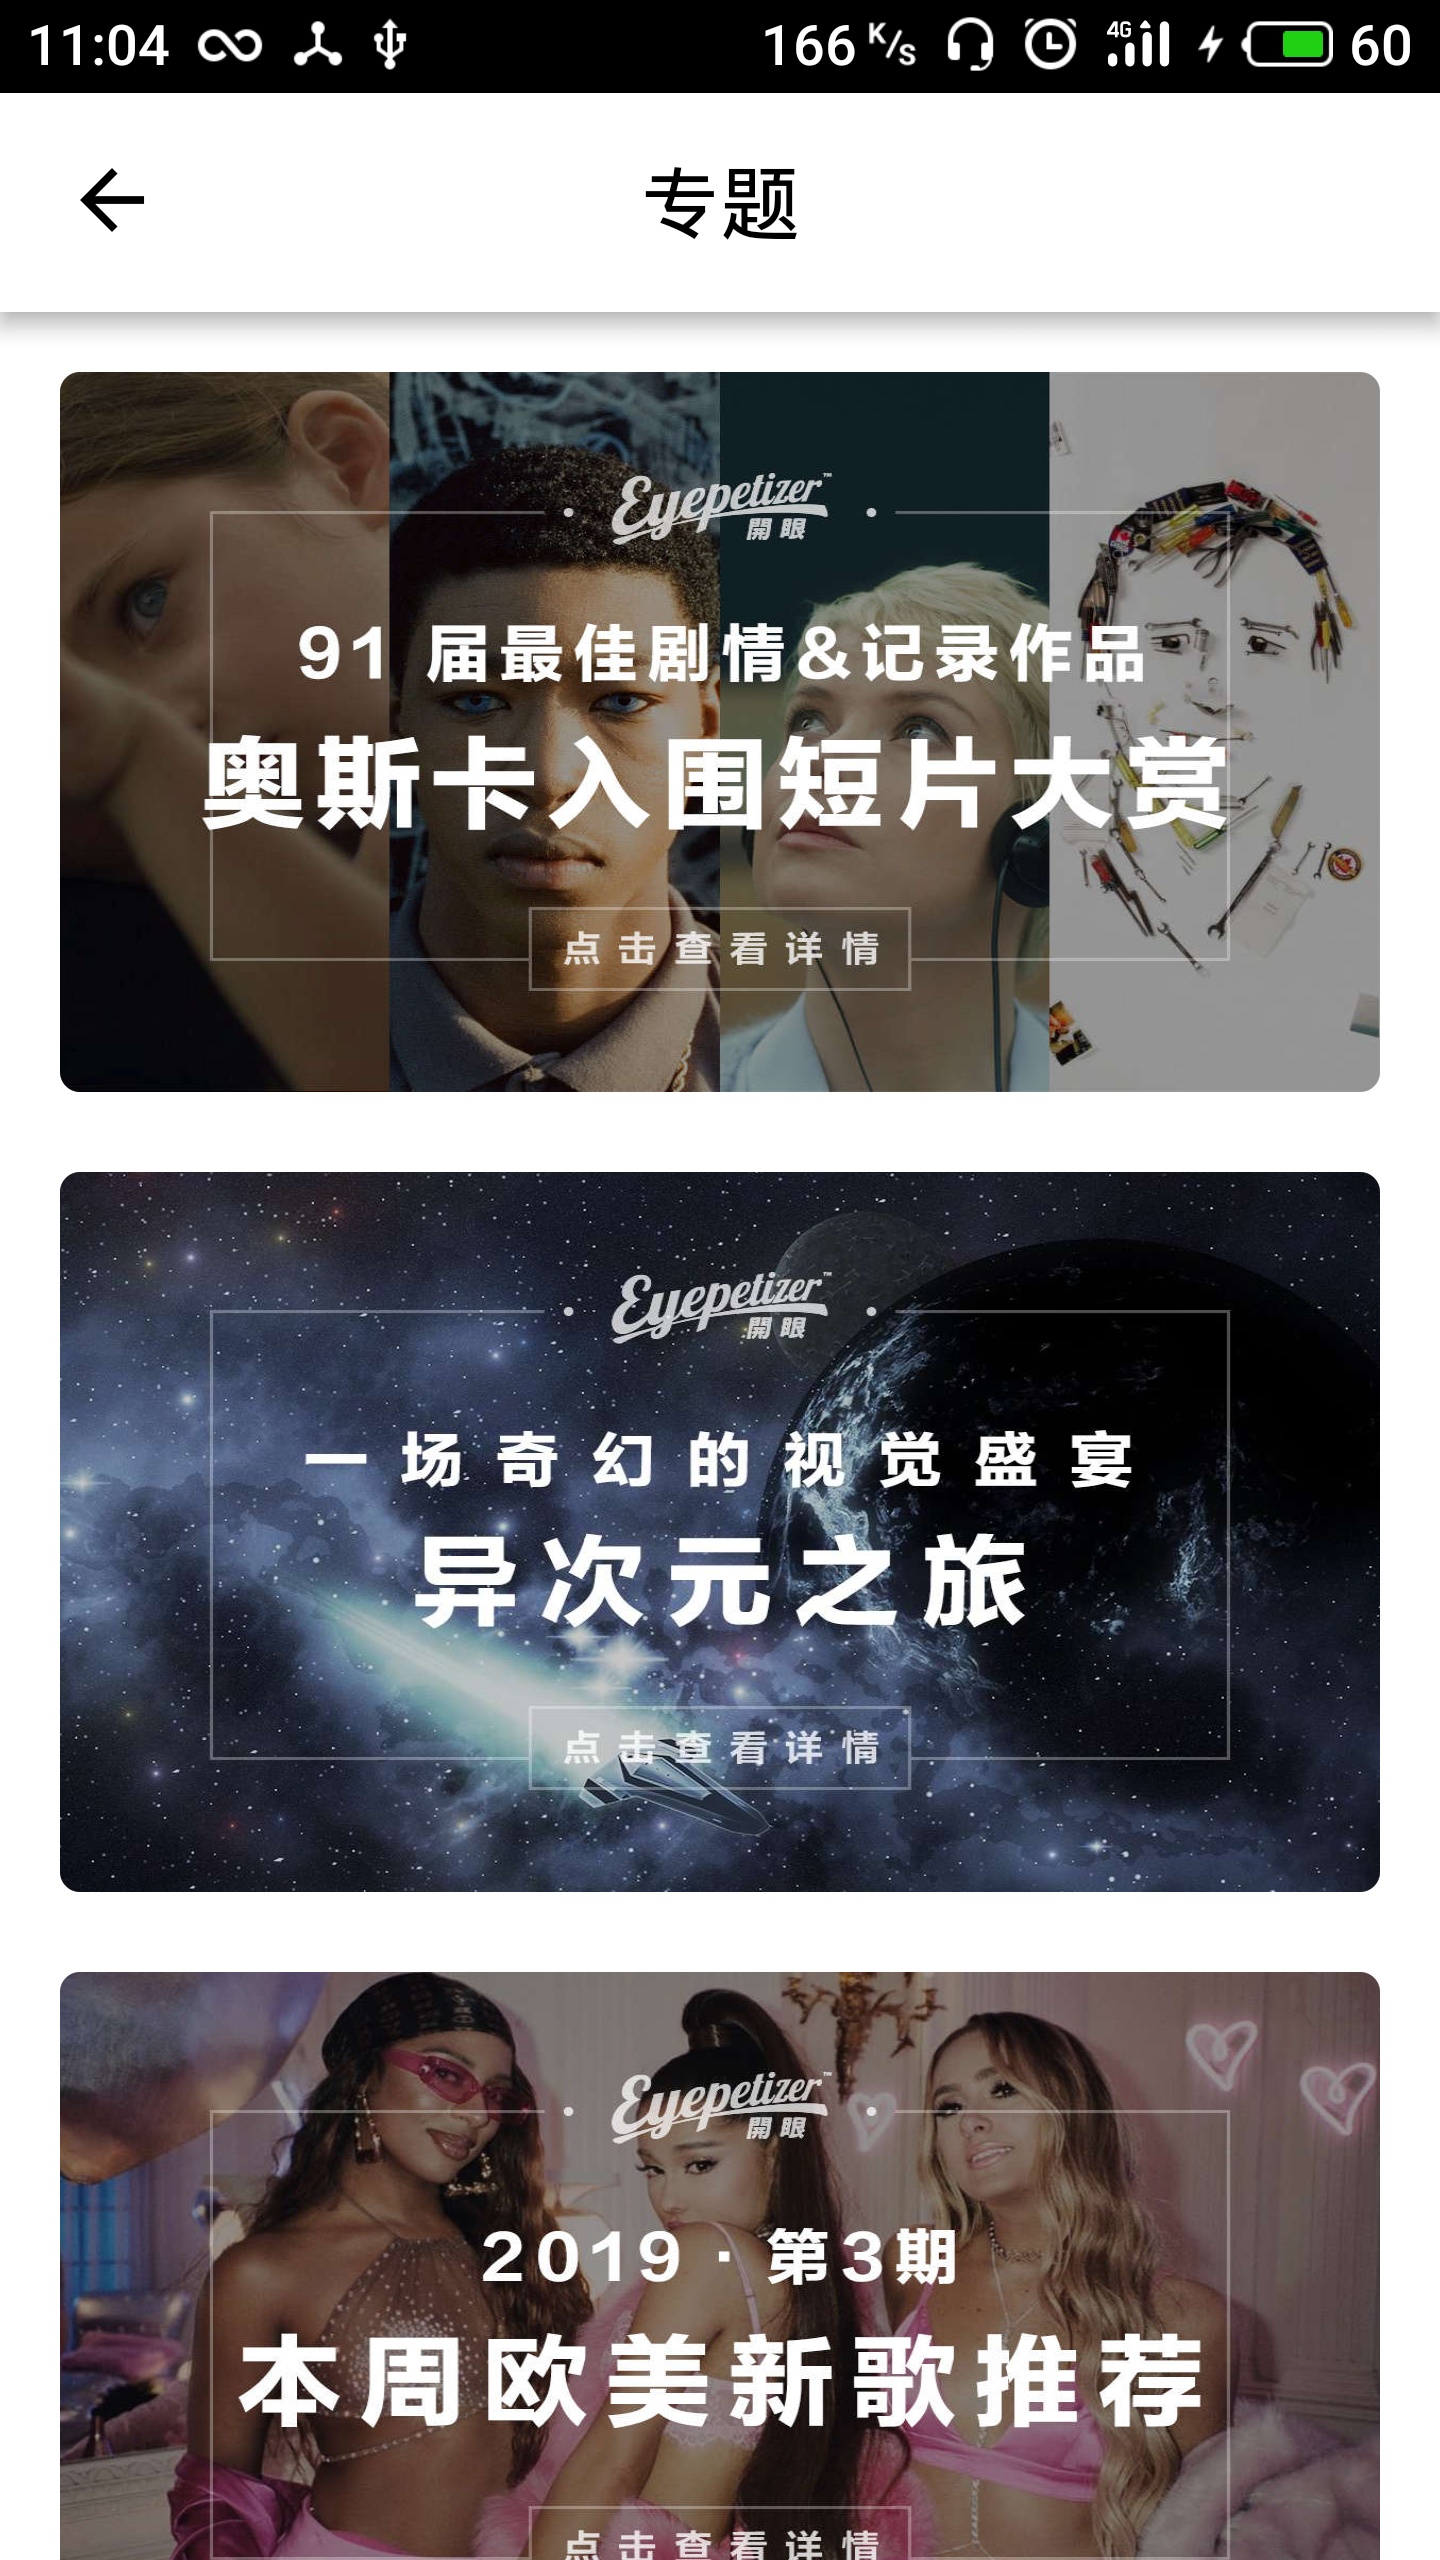 11:04 166 K/s 4G 60
专题
Eyepetizer™
開眼
91 届最佳剧情&记录作品
奥斯卡入围短片大赏
点击查看详情
Eyepetizer™
開眼
一场奇幻的视觉盛宴
异次元之旅
点击查看详情
Eyepetizer™
開眼
2019 · 第3期
本周欧美新歌推荐
点击查看详情